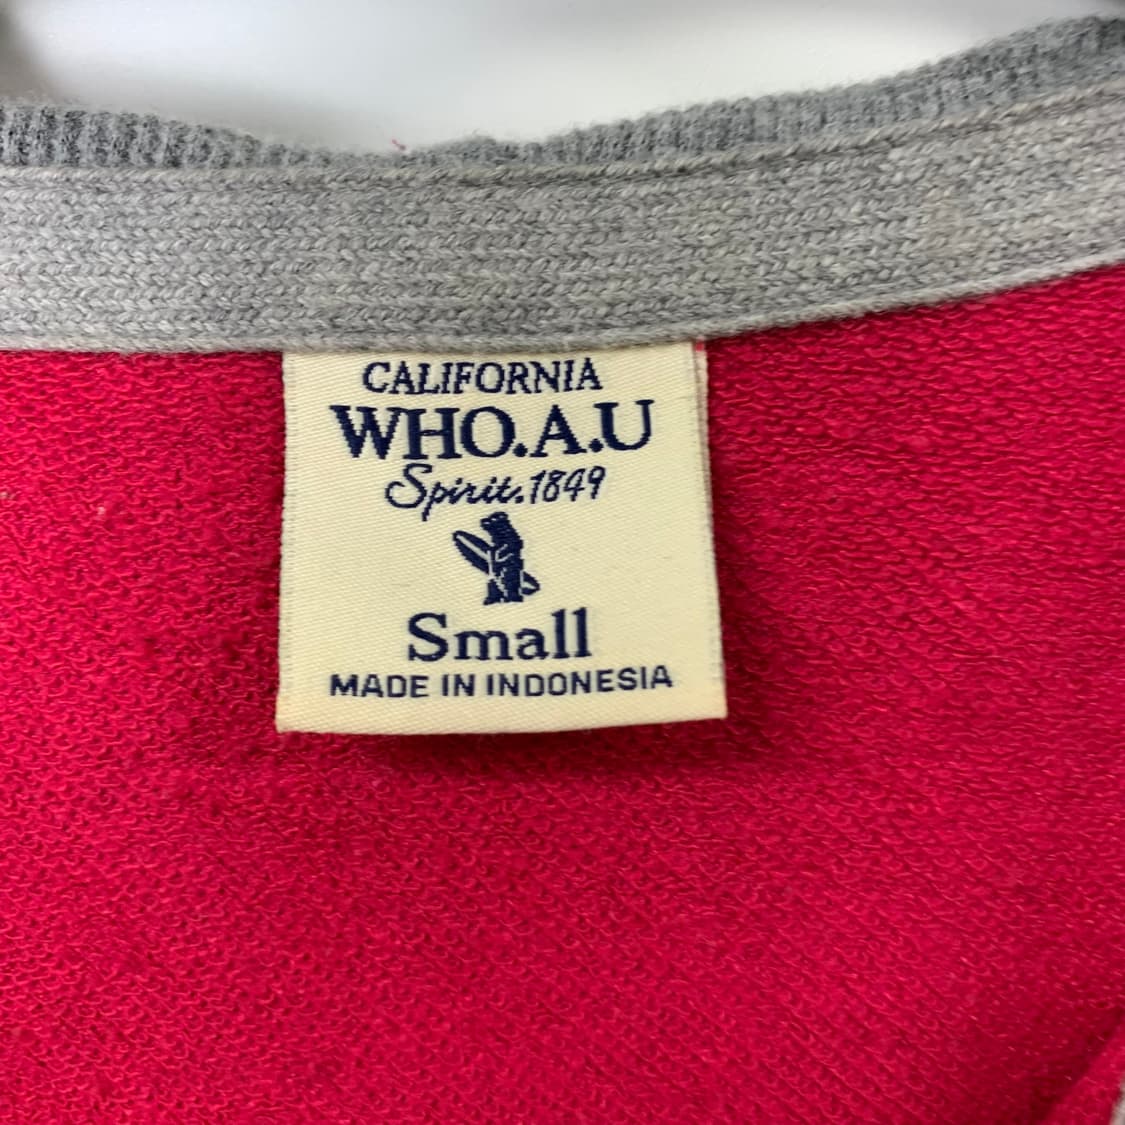 CALIFORNIA
WHO.A.U
Spirit.1849
Small
MADE IN INDONESIA